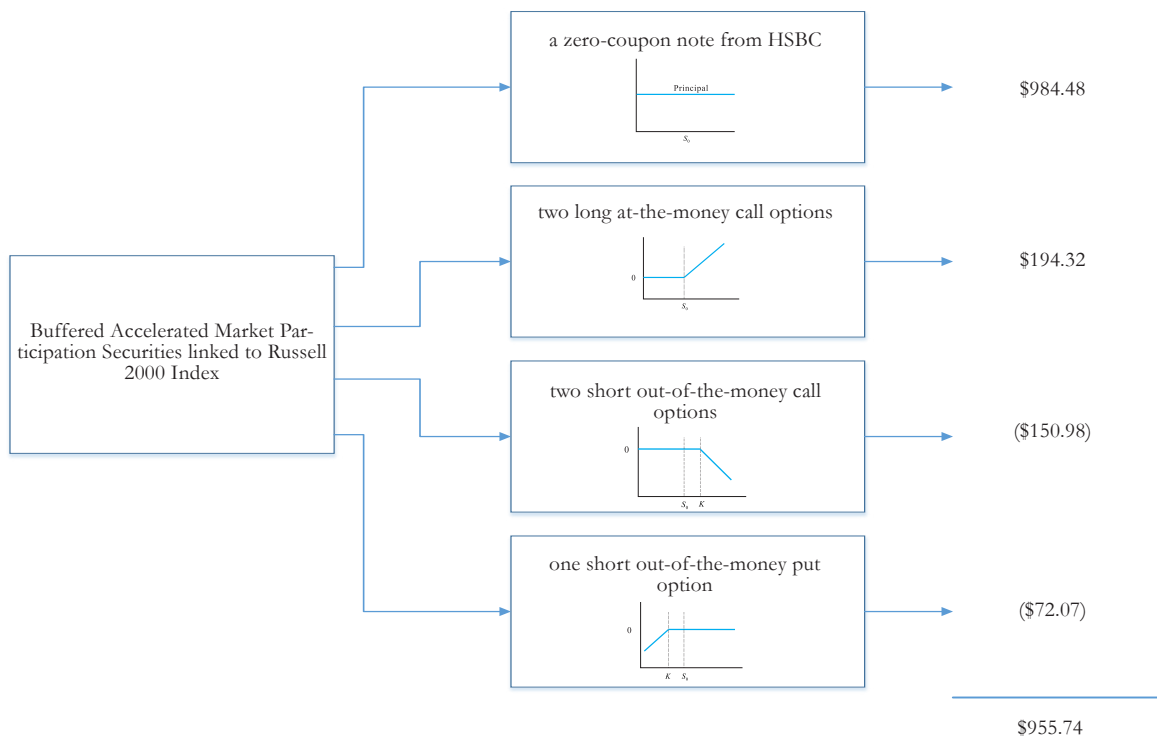 Buffered Accelerated Market Par-
ticipation Securities linked to Russell
2000 Index
a zero-coupon note from HSBC
Principal
S₀
$984.48
two long at-the-money call options
0
S₀
$194.32
two short out-of-the-money call
options
0
S₀ K
($150.98)
one short out-of-the-money put
option
0
K S₀
($72.07)
$955.74